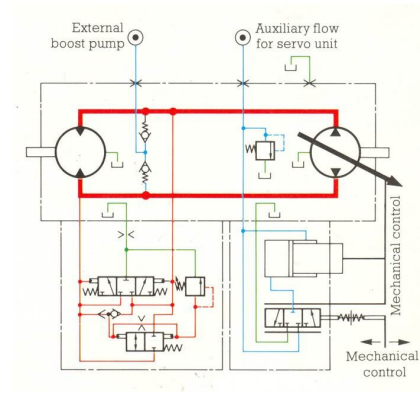 External
boost pump
Auxiliary flow
for servo unit
Mechanical control
Mechanical
control